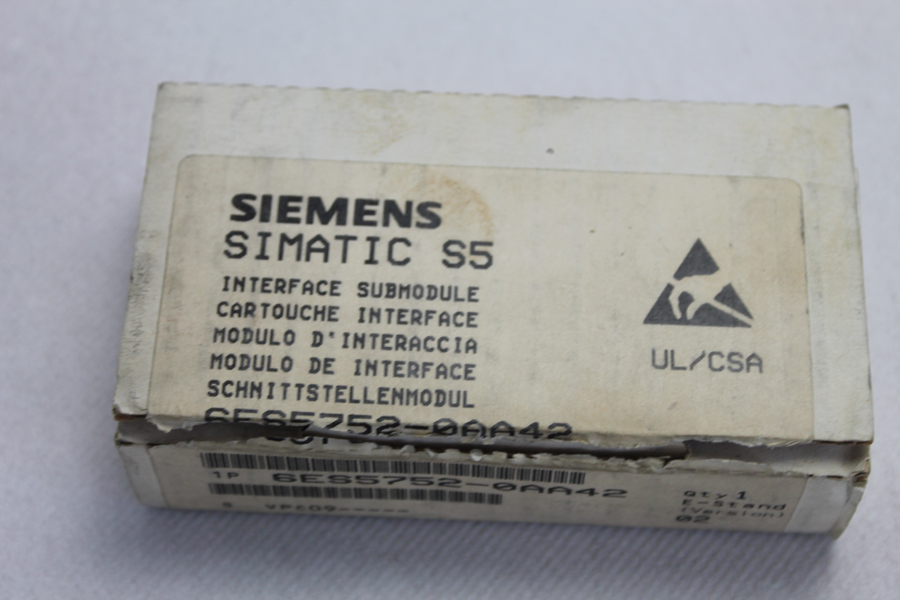 SIEMENS
SIMATIC S5
INTERFACE SUBMODULE
CARTOUCHE INTERFACE
MODULO D'INTERACCIA
MODULO DE INTERFACE
SCHNITTSTELLENMODUL
6ES5752-0AA42
UL/CSA
1P 6ES5752-0AA42
Qty 1
E-Stand
(Version)
02